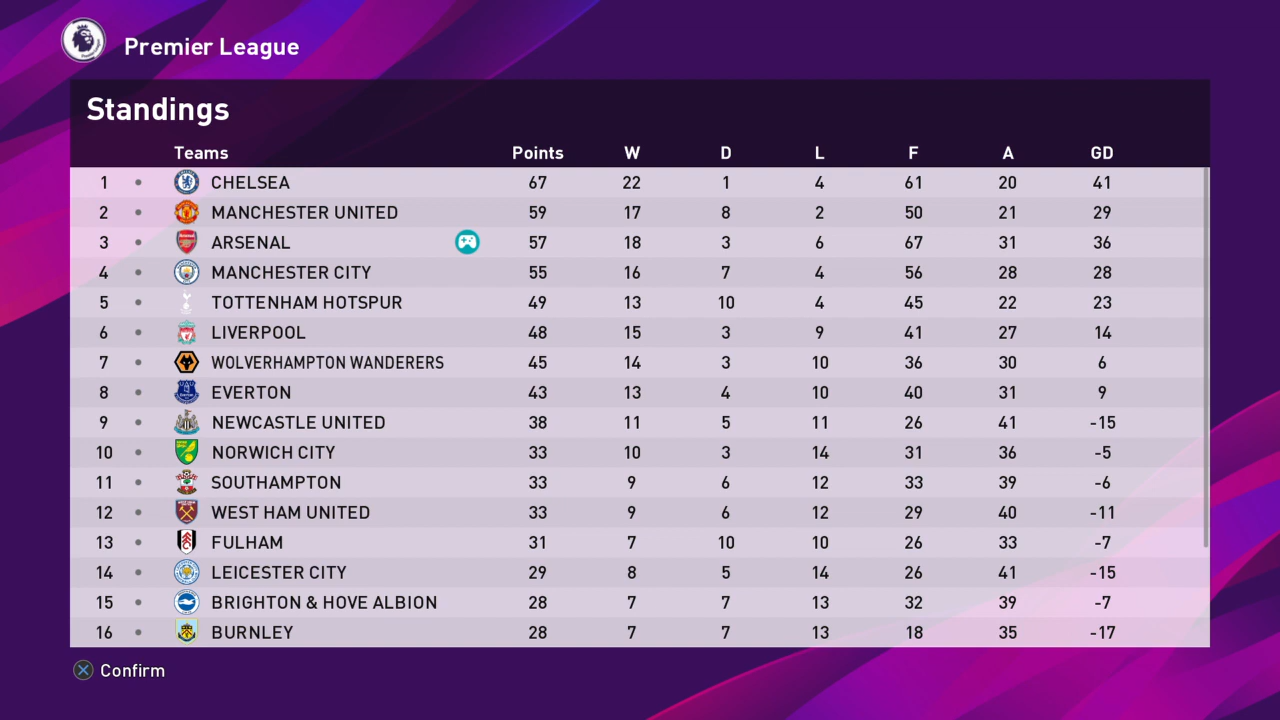 Premier League
Standings
Teams Points W D L F A GD
1 CHELSEA 67 22 1 4 61 20 41
2 MANCHESTER UNITED 59 17 8 2 50 21 29
3 ARSENAL 57 18 3 6 67 31 36
4 MANCHESTER CITY 55 16 7 4 56 28 28
5 TOTTENHAM HOTSPUR 49 13 10 4 45 22 23
6 LIVERPOOL 48 15 3 9 41 27 14
7 WOLVERHAMPTON WANDERERS 45 14 3 10 36 30 6
8 EVERTON 43 13 4 10 40 31 9
9 NEWCASTLE UNITED 38 11 5 11 26 41 -15
10 NORWICH CITY 33 10 3 14 31 36 -5
11 SOUTHAMPTON 33 9 6 12 33 39 -6
12 WEST HAM UNITED 33 9 6 12 29 40 -11
13 FULHAM 31 7 10 10 26 33 -7
14 LEICESTER CITY 29 8 5 14 26 41 -15
15 BRIGHTON & HOVE ALBION 28 7 7 13 32 39 -7
16 BURNLEY 28 7 7 13 18 35 -17
Confirm